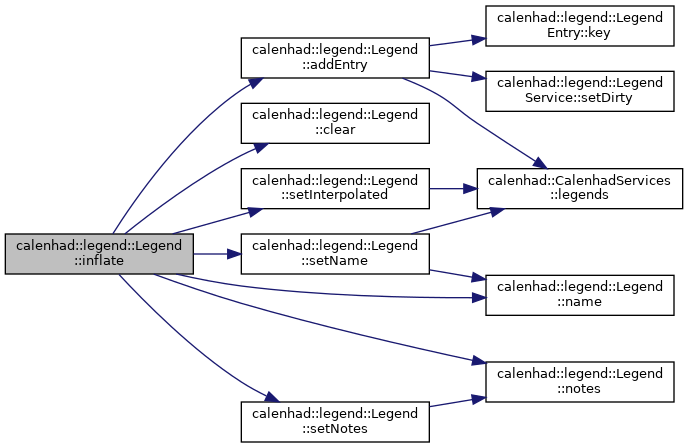 calenhad::legend::Legend
::inflate
calenhad::legend::Legend
::addEntry
calenhad::legend::Legend
::clear
calenhad::legend::Legend
::setInterpolated
calenhad::legend::Legend
::setName
calenhad::legend::Legend
::setNotes
calenhad::legend::Legend
Entry::key
calenhad::legend::Legend
Service::setDirty
calenhad::CalenhadServices
::legends
calenhad::legend::Legend
::name
calenhad::legend::Legend
::notes